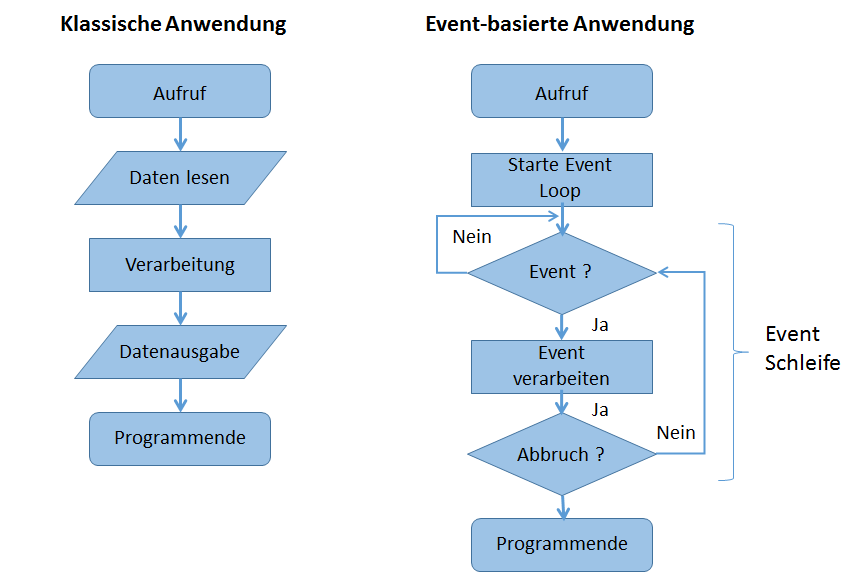 Klassische Anwendung
Aufruf
Daten lesen
Verarbeitung
Datenausgabe
Programmende
Event-basierte Anwendung
Aufruf
Starte Event
Loop
Nein
Event ?
Ja
Event
verarbeiten
Ja
Nein
Abbruch ?
Programmende
Event
Schleife